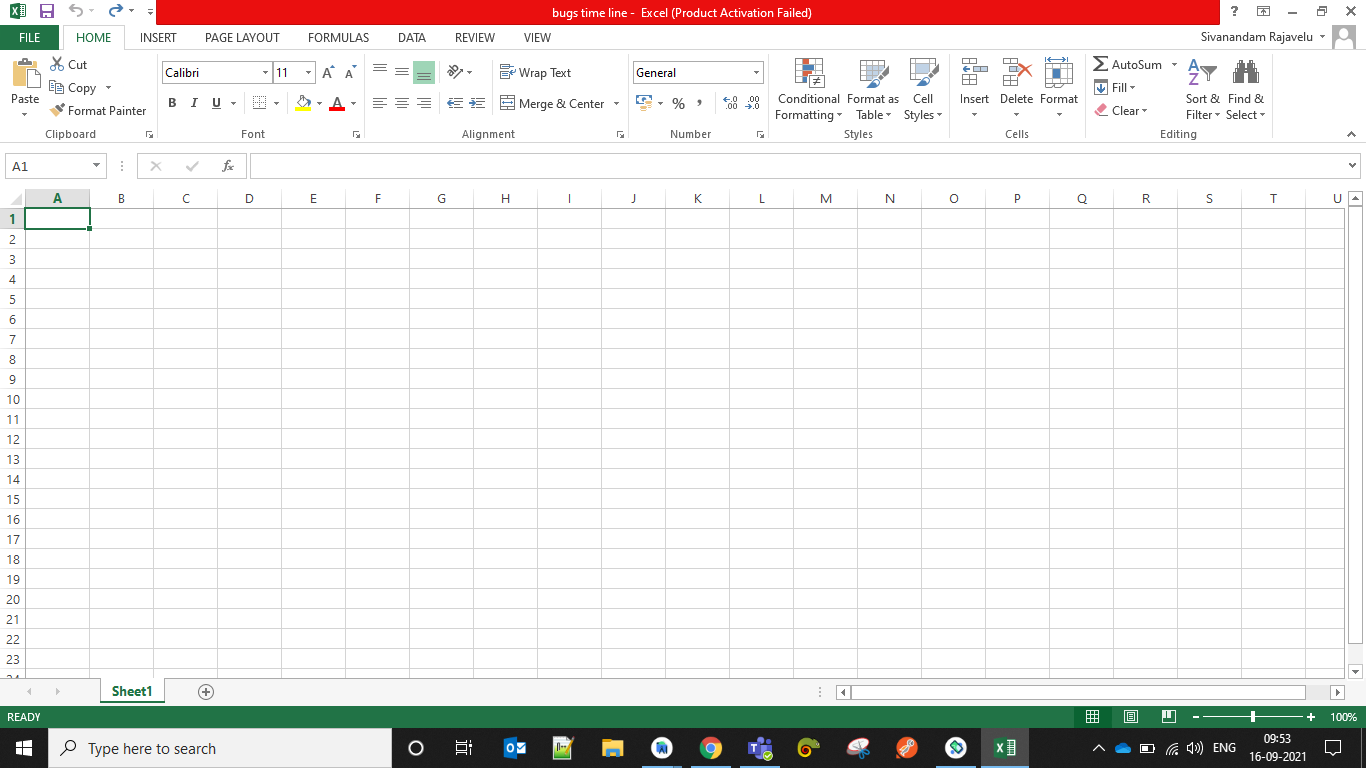 bugs time line - Excel (Product Activation Failed)
?
FILE HOME INSERT PAGE LAYOUT FORMULAS DATA REVIEW VIEW Sivanandam Rajavelu
Paste
Cut
Copy
Format Painter
Clipboard
Calibri 11 A A
B I U A
Font
Wrap Text
Merge & Center
Alignment
General
% , .00 .00
Number
Conditional
Formatting
Format as
Table
Cell
Styles
Styles
Insert
Delete
Format
Cells
AutoSum
Fill
Clear
Sort &
Filter
Find &
Select
Editing
A1 fx
A B C D E F G H I J K L M N O P Q R S T U
1
2
3
4
5
6
7
8
9
10
11
12
13
14
15
16
17
18
19
20
21
22
23
Sheet1
READY 100%
Type here to search
ENG
09:53
16-09-2021